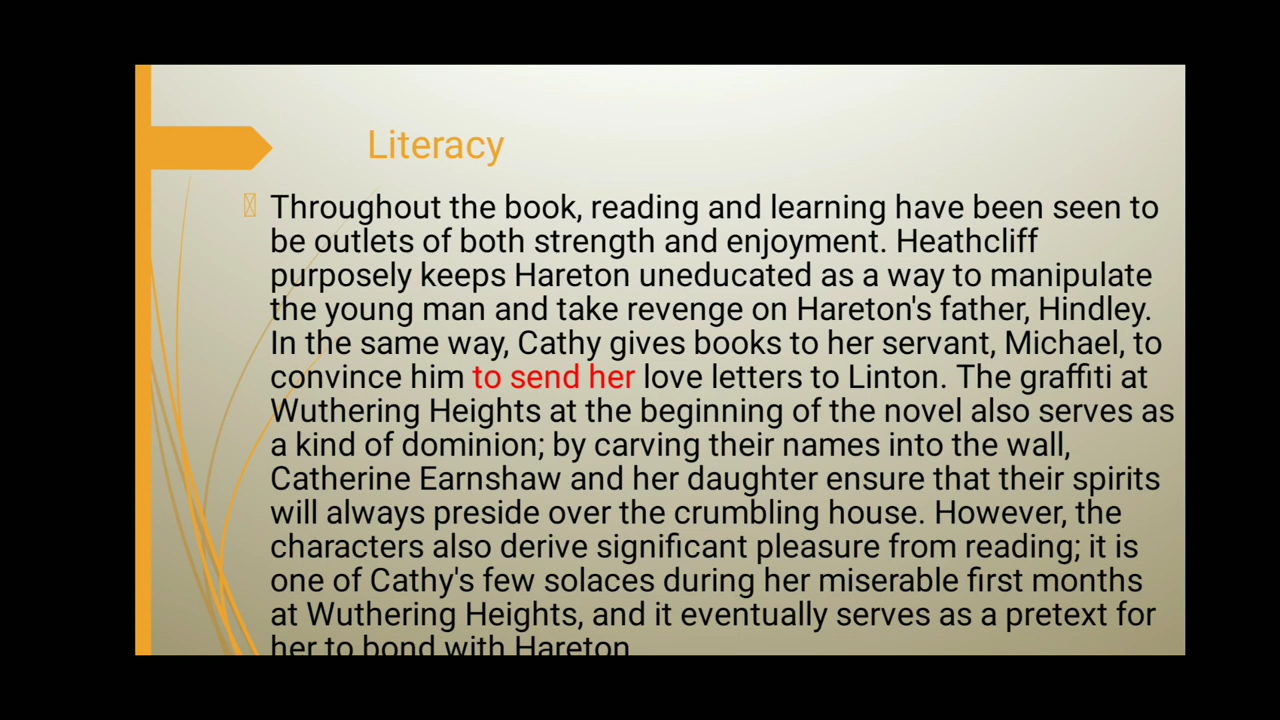 Literacy
Throughout the book, reading and learning have been seen to
be outlets of both strength and enjoyment. Heathcliff
purposely keeps Hareton uneducated as a way to manipulate
the young man and take revenge on Hareton's father, Hindley.
In the same way, Cathy gives books to her servant, Michael, to
convince him to send her love letters to Linton. The graffiti at
Wuthering Heights at the beginning of the novel also serves as
a kind of dominion; by carving their names into the wall,
Catherine Earnshaw and her daughter ensure that their spirits
will always preside over the crumbling house. However, the
characters also derive significant pleasure from reading; it is
one of Cathy's few solaces during her miserable first months
at Wuthering Heights, and it eventually serves as a pretext for
her to bond with Hareton